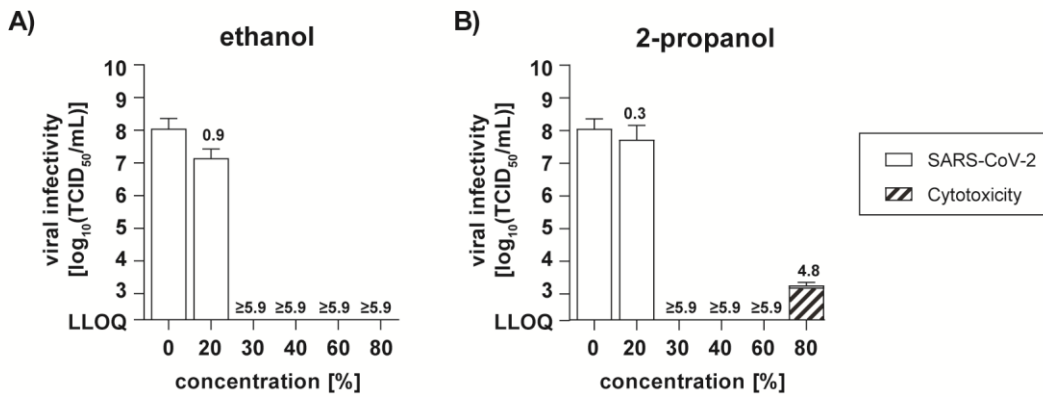 A)
ethanol
viral infectivity
[log10(TCID50/mL)]
10
9
8
7
6
5
4
3
LLOQ
0.9
≥5.9 ≥5.9 ≥5.9 ≥5.9
0 20 30 40 60 80
concentration [%]
B)
2-propanol
viral infectivity
[log10(TCID50/mL)]
10
9
8
7
6
5
4
3
LLOQ
0.3
4.8
≥5.9 ≥5.9 ≥5.9
0 20 30 40 60 80
concentration [%]
SARS-CoV-2
Cytotoxicity